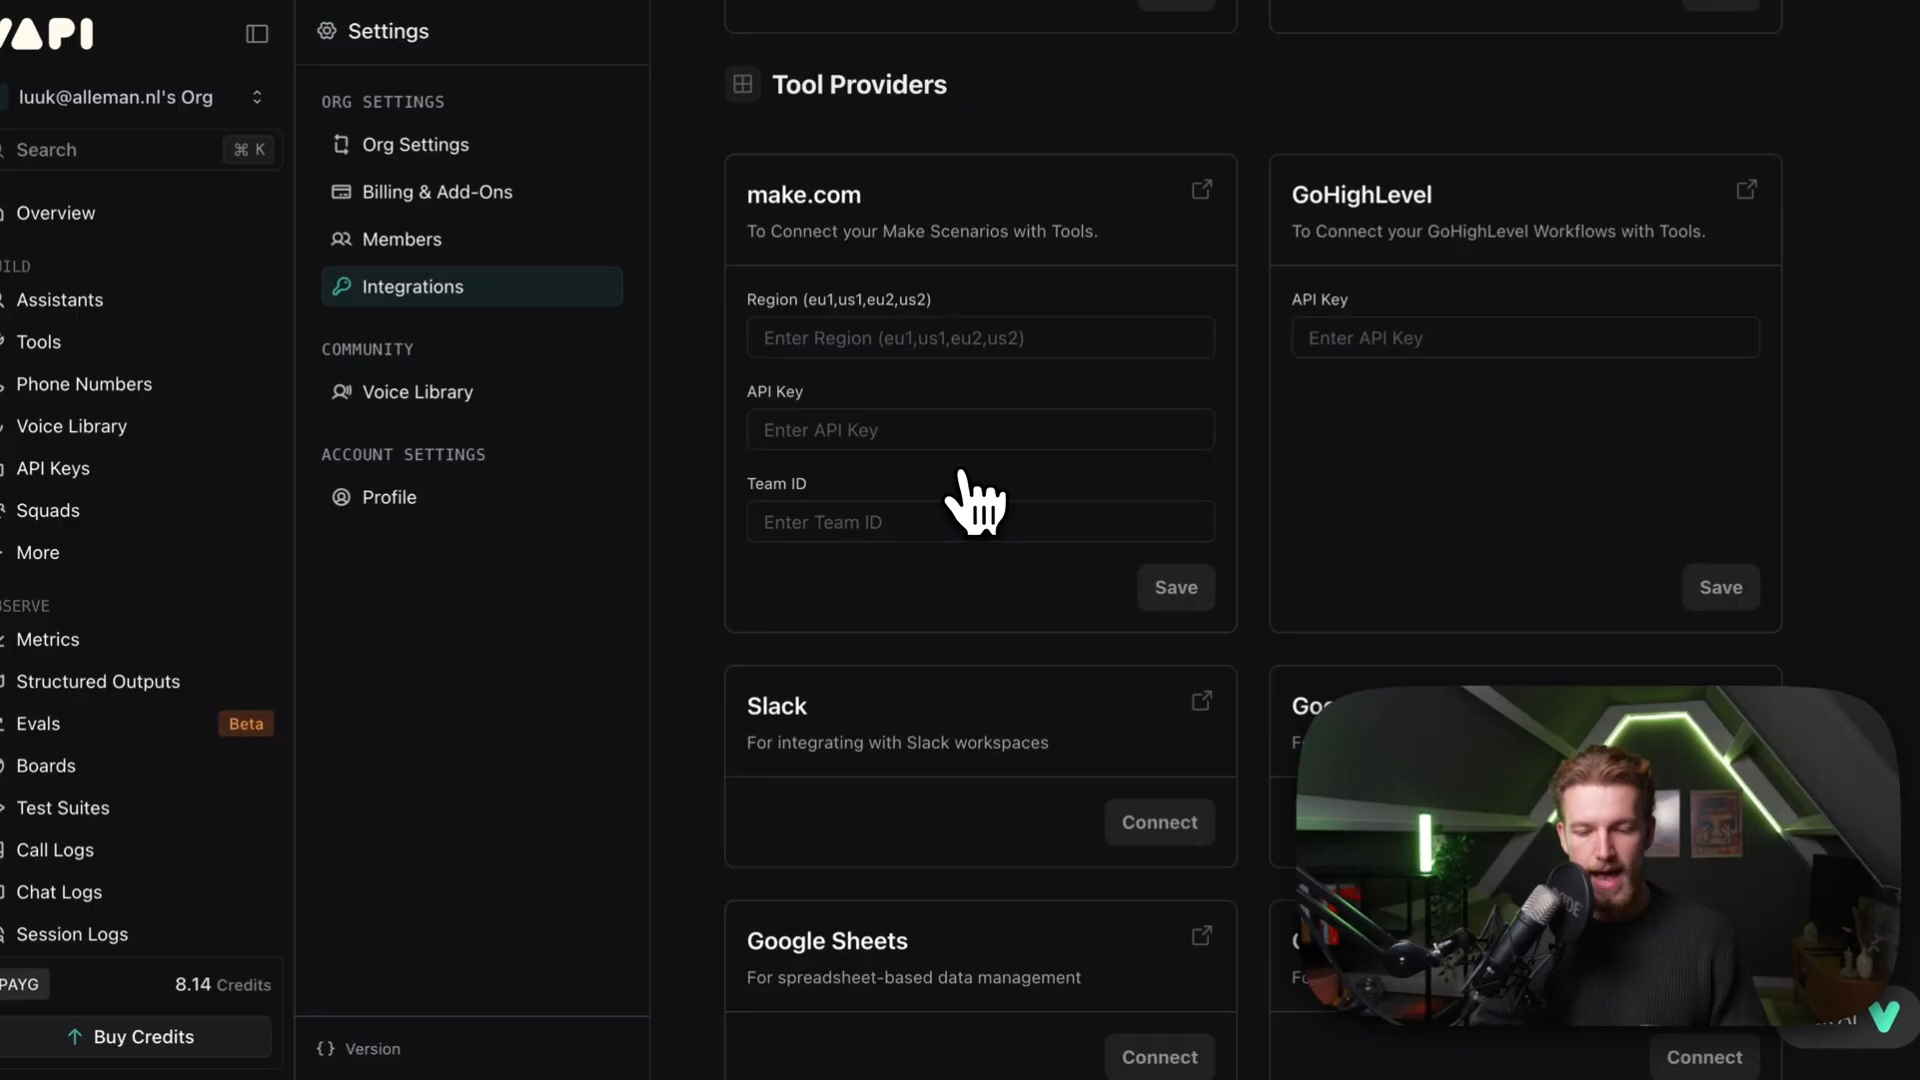 VAPI
luuk@alleman.nl's Org
Search
⌘ K
Overview
Assistants
Tools
Phone Numbers
Voice Library
API Keys
Squads
More
Metrics
Structured Outputs
Evals
Beta
Boards
Test Suites
Call Logs
Chat Logs
Session Logs
PAYG
8.14 Credits
Buy Credits
Settings
ORG SETTINGS
Org Settings
Billing & Add-Ons
Members
Integrations
COMMUNITY
Voice Library
ACCOUNT SETTINGS
Profile
Version
Tool Providers
make.com
To Connect your Make Scenarios with Tools.
Region (eu1,us1,eu2,us2)
Enter Region (eu1,us1,eu2,us2)
API Key
Enter API Key
Team ID
Enter Team ID
Save
GoHighLevel
To Connect your GoHighLevel Workflows with Tools.
API Key
Enter API Key
Save
Slack
For integrating with Slack workspaces
Connect
Google Sheets
For spreadsheet-based data management
Connect
Connect